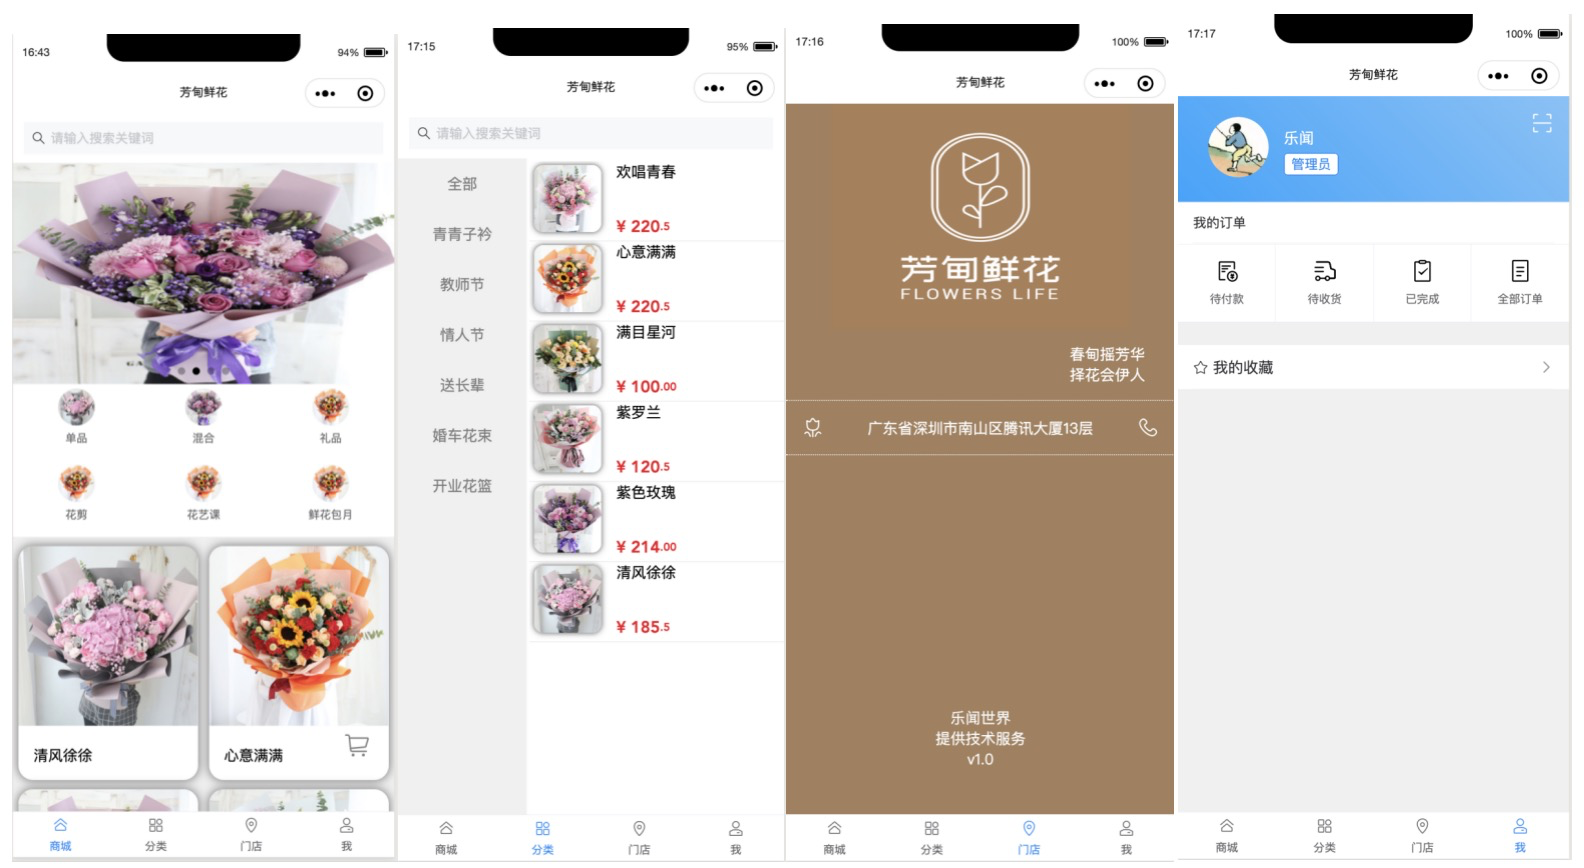 16:43
94%
芳甸鲜花
请输入搜索关键词
单品
混合
礼品
花剪
花艺课
鲜花包月
清风徐徐
心意满满
商城
分类
门店
我
17:15
95%
芳甸鲜花
请输入搜索关键词
全部
青青子衿
教师节
情人节
送长辈
婚车花束
开业花篮
欢唱青春
¥ 220.5
心意满满
¥ 220.5
满目星河
¥ 100.00
紫罗兰
¥ 120.5
紫色玫瑰
¥ 214.00
清风徐徐
¥ 185.5
商城
分类
门店
我
17:16
100%
芳甸鲜花
芳甸鲜花
FLOWERS LIFE
春甸摇芳华
择花会伊人
广东省深圳市南山区腾讯大厦13层
乐闻世界
提供技术服务
v1.0
商城
分类
门店
我
17:17
100%
芳甸鲜花
乐闻
管理员
我的订单
待付款
待收货
已完成
全部订单
我的收藏
商城
分类
门店
我